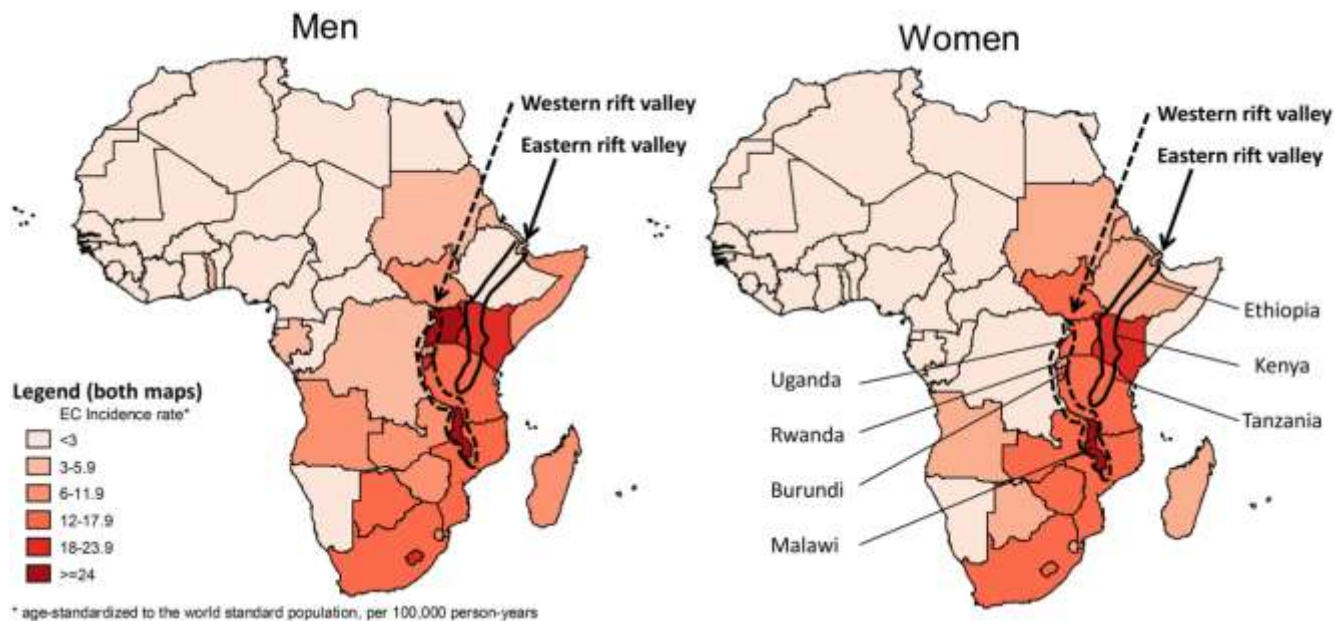 Men
Women
Western rift valley
Eastern rift valley
Western rift valley
Eastern rift valley
Ethiopia
Kenya
Tanzania
Uganda
Rwanda
Burundi
Malawi
Legend (both maps)
EC Incidence rate*
<3
3-5.9
6-11.9
12-17.9
18-23.9
>=24
* age-standardized to the world standard population, per 100,000 person-years